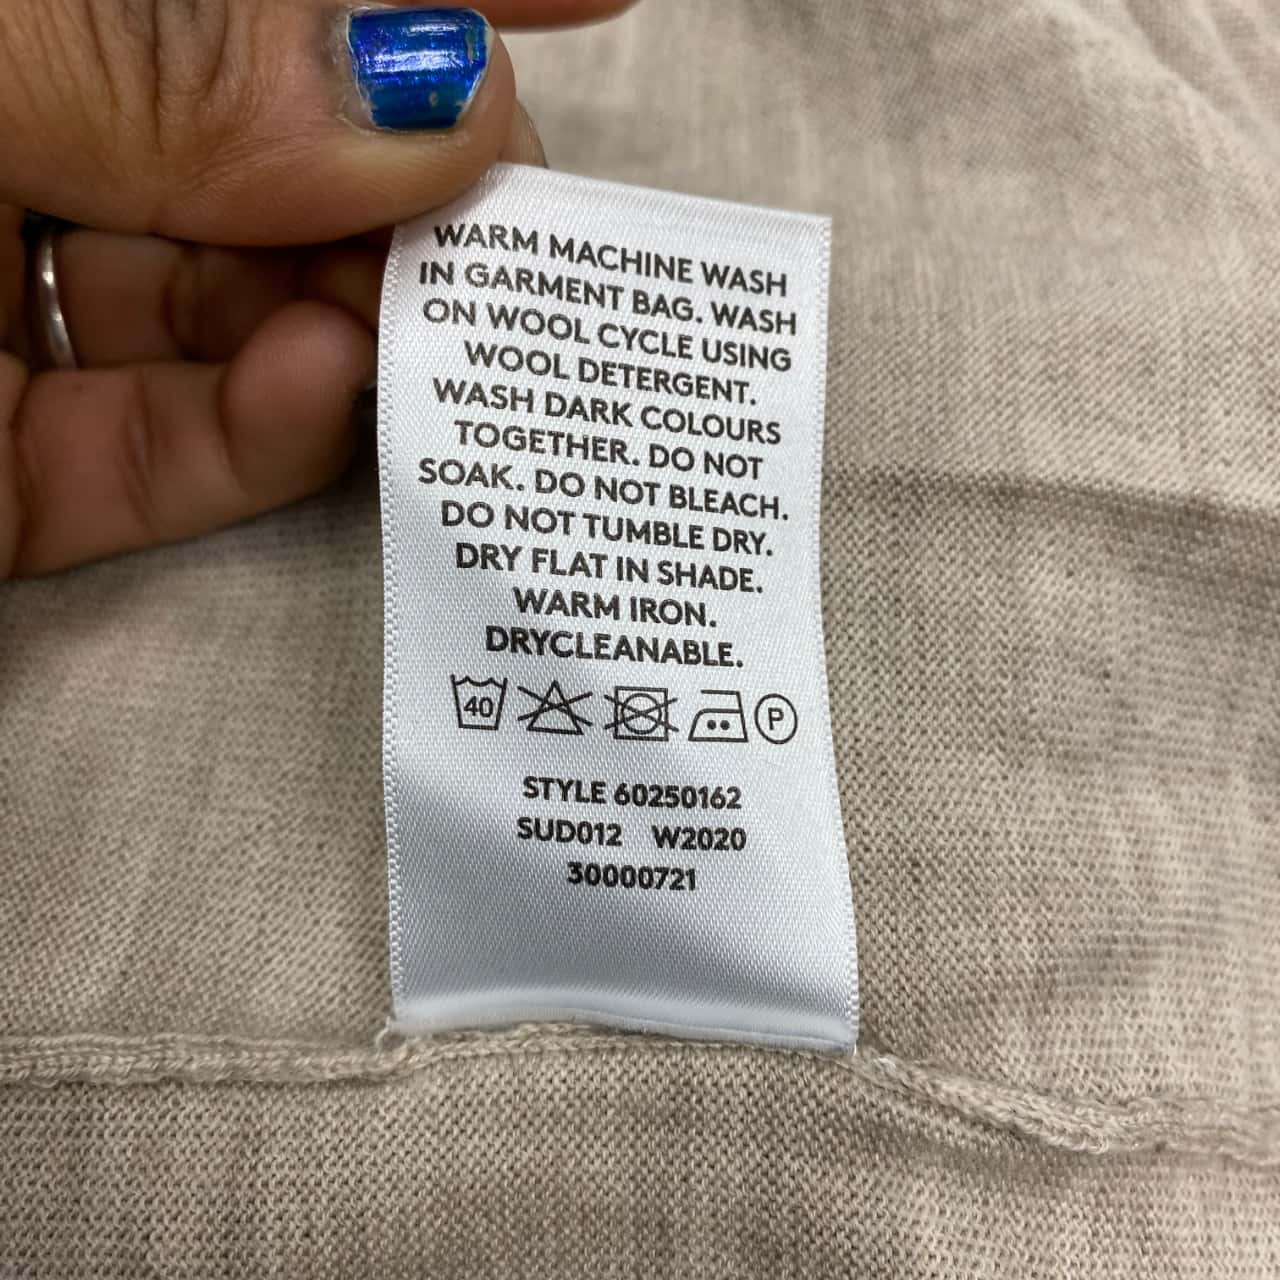 WARM MACHINE WASH
IN GARMENT BAG. WASH
ON WOOL CYCLE USING
WOOL DETERGENT.
WASH DARK COLOURS
TOGETHER. DO NOT
SOAK. DO NOT BLEACH.
DO NOT TUMBLE DRY.
DRY FLAT IN SHADE.
WARM IRON.
DRYCLEANABLE.
40 P
STYLE 60250162
SUD012 W2020
30000721